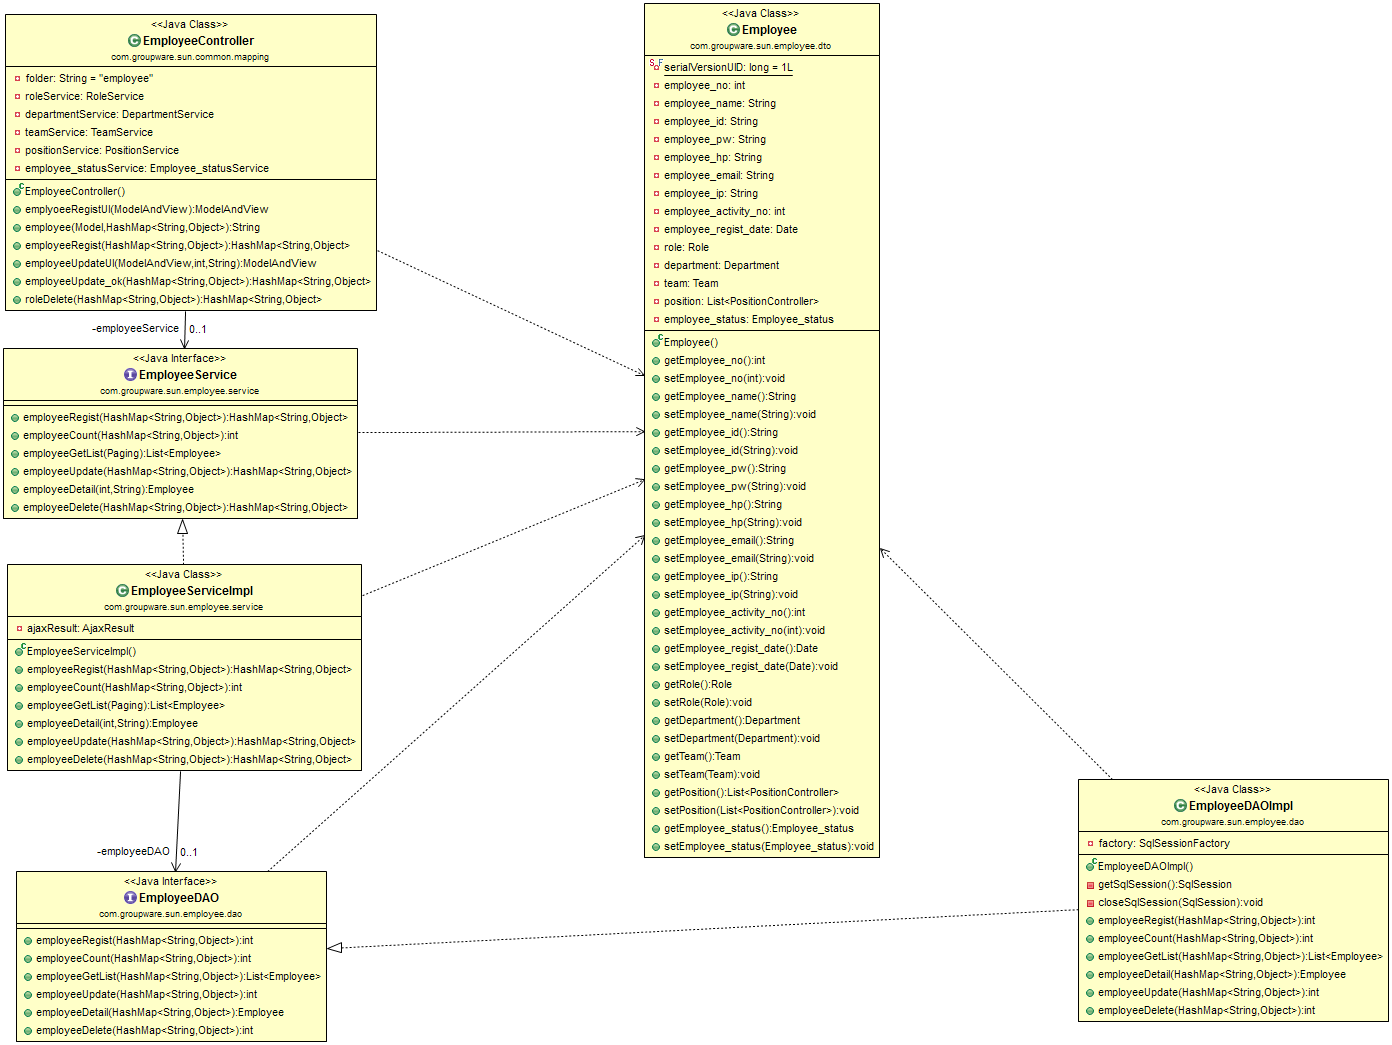 <<Java Class>>
EmployeeController
com.groupware.sun.common.mapping
folder: String = "employee"
roleService: RoleService
departmentService: DepartmentService
teamService: TeamService
positionService: PositionService
employee_statusService: Employee_statusService
EmployeeController()
emplyoeeRegistUI(ModelAndView):ModelAndView
employee(Model,HashMap<String,Object>):String
employeeRegist(HashMap<String,Object>):HashMap<String,Object>
employeeUpdateUI(ModelAndView,int,String):ModelAndView
employeeUpdate_ok(HashMap<String,Object>):HashMap<String,Object>
roleDelete(HashMap<String,Object>):HashMap<String,Object>
-employeeService 0..1
<<Java Interface>>
EmployeeService
com.groupware.sun.employee.service
employeeRegist(HashMap<String,Object>):HashMap<String,Object>
employeeCount(HashMap<String,Object>):int
employeeGetList(Paging):List<Employee>
employeeUpdate(HashMap<String,Object>):HashMap<String,Object>
employeeDetail(int,String):Employee
employeeDelete(HashMap<String,Object>):HashMap<String,Object>
<<Java Class>>
EmployeeServiceImpl
com.groupware.sun.employee.service
ajaxResult: AjaxResult
EmployeeServiceImpl()
employeeRegist(HashMap<String,Object>):HashMap<String,Object>
employeeCount(HashMap<String,Object>):int
employeeGetList(Paging):List<Employee>
employeeDetail(int,String):Employee
employeeUpdate(HashMap<String,Object>):HashMap<String,Object>
employeeDelete(HashMap<String,Object>):HashMap<String,Object>
-employeeDAO 0..1
<<Java Interface>>
EmployeeDAO
com.groupware.sun.employee.dao
employeeRegist(HashMap<String,Object>):int
employeeCount(HashMap<String,Object>):int
employeeGetList(HashMap<String,Object>):List<Employee>
employeeUpdate(HashMap<String,Object>):int
employeeDetail(HashMap<String,Object>):Employee
employeeDelete(HashMap<String,Object>):int
<<Java Class>>
Employee
com.groupware.sun.employee.dto
serialVersionUID: long = 1L
employee_no: int
employee_name: String
employee_id: String
employee_pw: String
employee_hp: String
employee_email: String
employee_ip: String
employee_activity_no: int
employee_regist_date: Date
role: Role
department: Department
team: Team
position: List<PositionController>
employee_status: Employee_status
Employee()
getEmployee_no():int
setEmployee_no(int):void
getEmployee_name():String
setEmployee_name(String):void
getEmployee_id():String
setEmployee_id(String):void
getEmployee_pw():String
setEmployee_pw(String):void
getEmployee_hp():String
setEmployee_hp(String):void
getEmployee_email():String
setEmployee_email(String):void
getEmployee_ip():String
setEmployee_ip(String):void
getEmployee_activity_no():int
setEmployee_activity_no(int):void
getEmployee_regist_date():Date
setEmployee_regist_date(Date):void
getRole():Role
setRole(Role):void
getDepartment():Department
setDepartment(Department):void
getTeam():Team
setTeam(Team):void
getPosition():List<PositionController>
setPosition(List<PositionController>):void
getEmployee_status():Employee_status
setEmployee_status(Employee_status):void
<<Java Class>>
EmployeeDAOImpl
com.groupware.sun.employee.dao
factory: SqlSessionFactory
EmployeeDAOImpl()
getSqlSession():SqlSession
closeSqlSession(SqlSession):void
employeeRegist(HashMap<String,Object>):int
employeeCount(HashMap<String,Object>):int
employeeGetList(HashMap<String,Object>):List<Employee>
employeeDetail(HashMap<String,Object>):Employee
employeeUpdate(HashMap<String,Object>):int
employeeDelete(HashMap<String,Object>):int